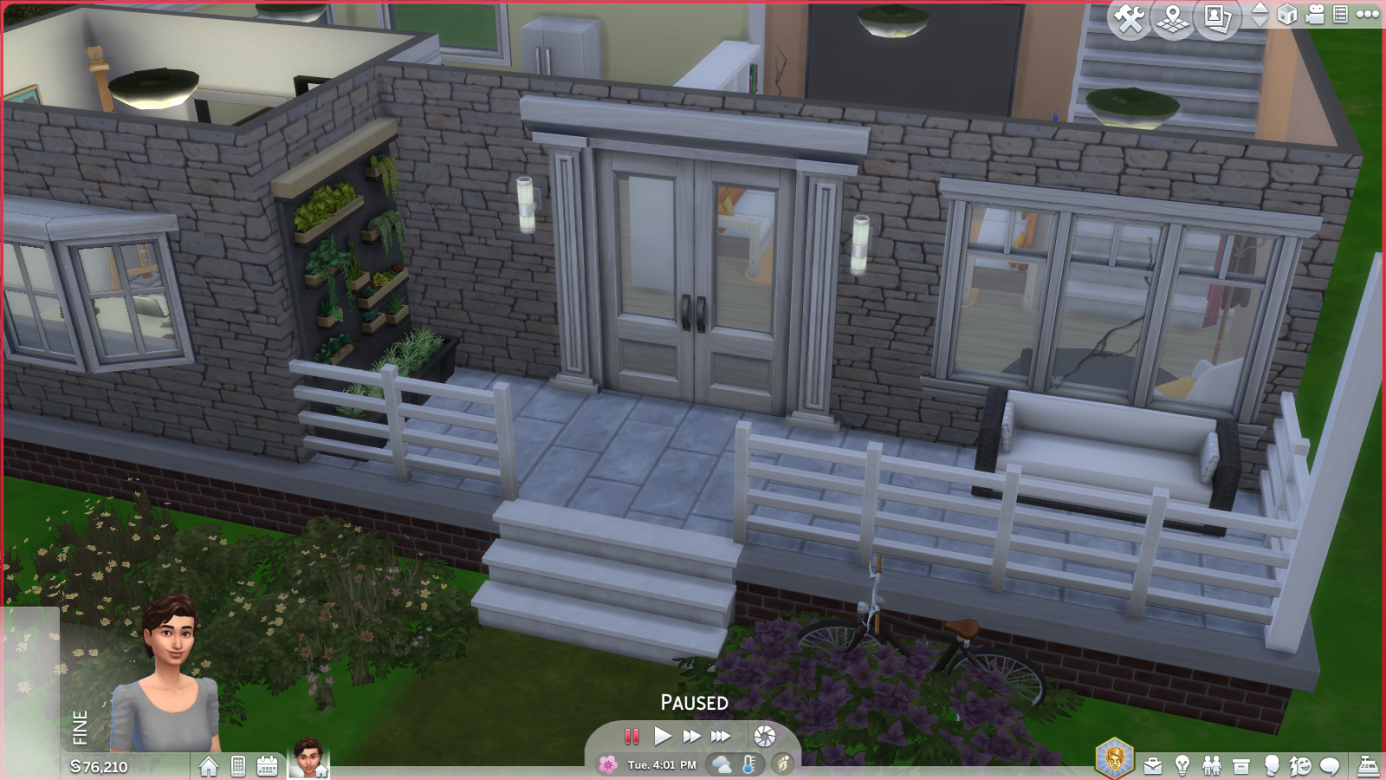 PAUSED
FINE
§76,210
Tue. 4:01 PM